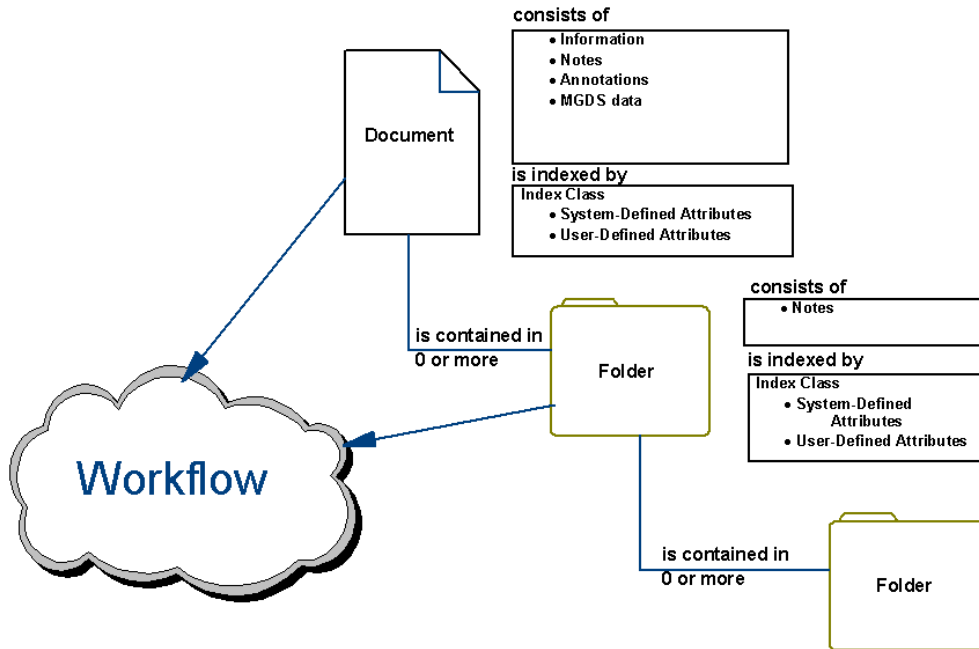 consists of
• Information
• Notes
• Annotations
• MGDS data
Document
is indexed by
Index Class
• System-Defined Attributes
• User-Defined Attributes
consists of
• Notes
is contained in
0 or more
Folder
is indexed by
Index Class
• System-Defined
Attributes
• User-Defined Attributes
Workflow
is contained in
0 or more
Folder